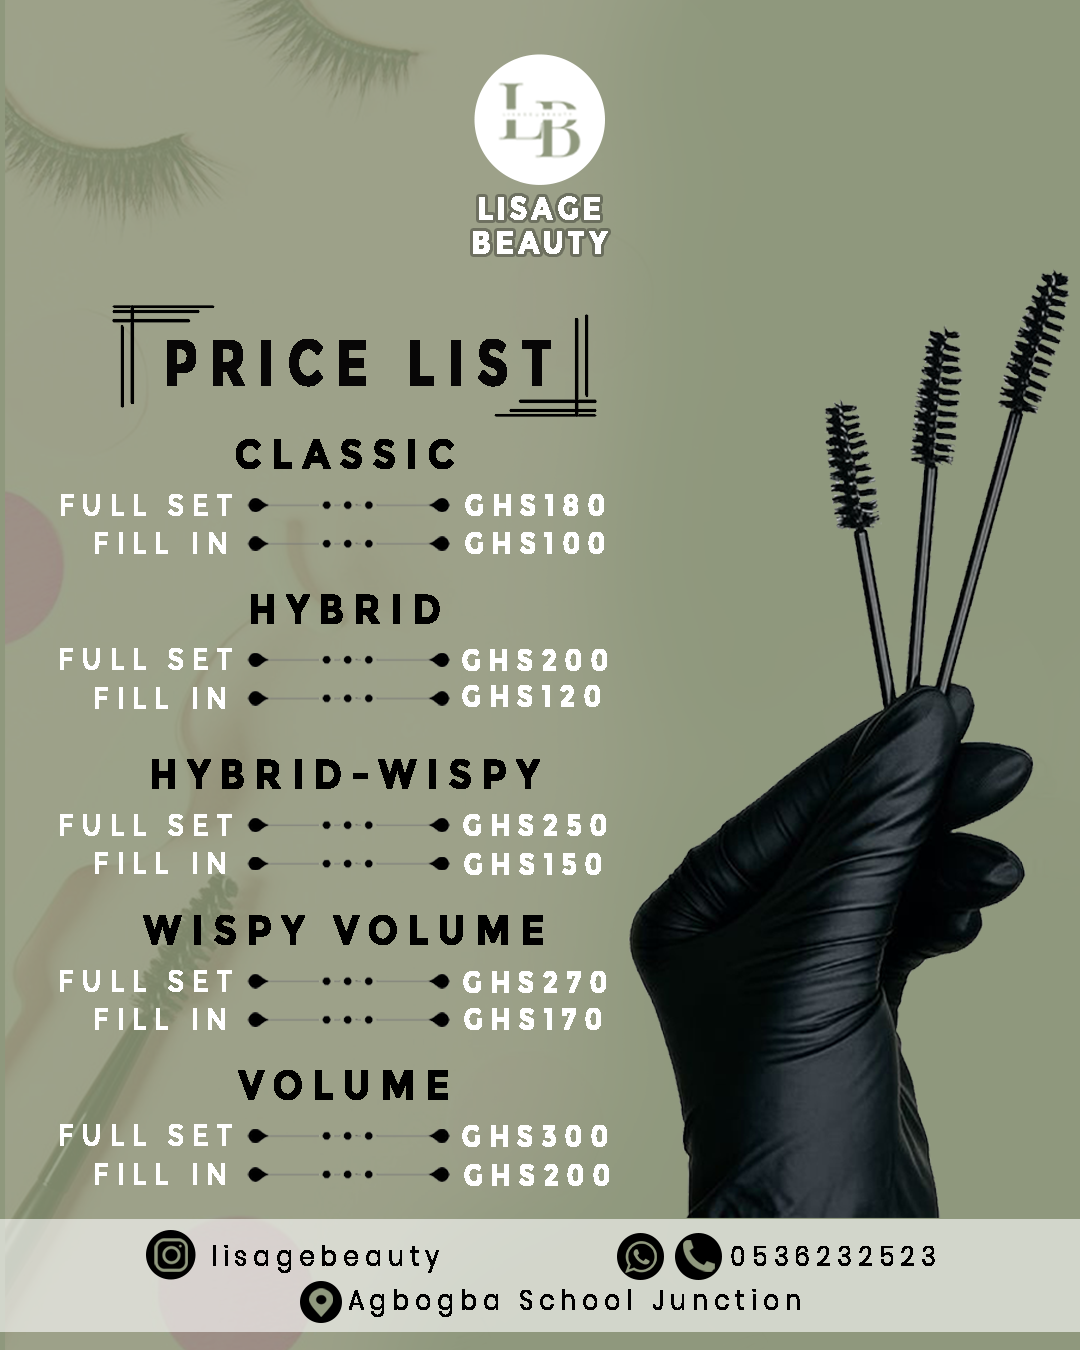 LB
LISAGE
BEAUTY
PRICE LIST
CLASSIC
FULL SET GHS180
FILL IN GHS100
HYBRID
FULL SET GHS200
FILL IN GHS120
HYBRID-WISPY
FULL SET GHS250
FILL IN GHS150
WISPY VOLUME
FULL SET GHS270
FILL IN GHS170
VOLUME
FULL SET GHS300
FILL IN GHS200
lisagebeauty 0536232523
Agbogba School Junction